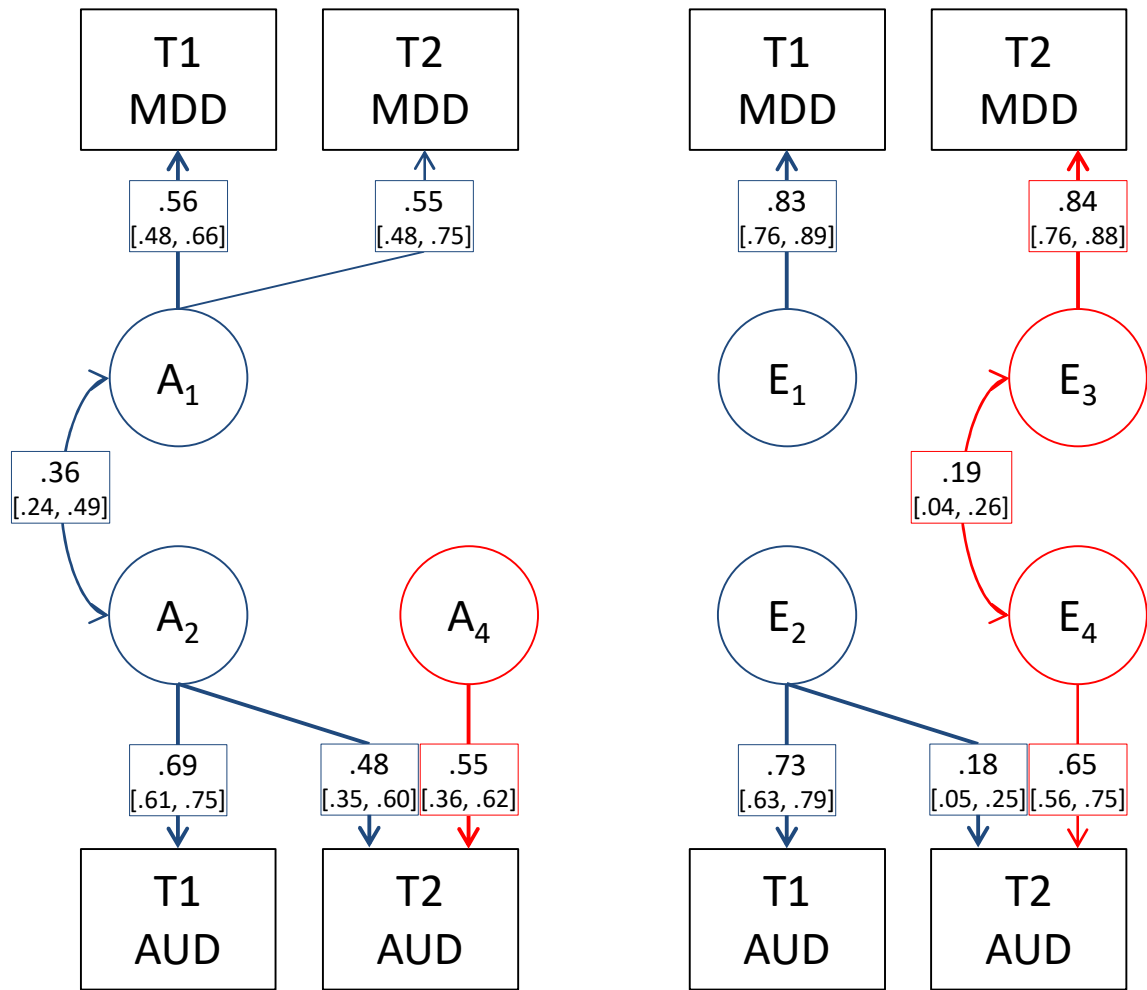 T1
MDD
T2
MDD
T1
MDD
T2
MDD
.56
[.48, .66]
.55
[.48, .75]
.83
[.76, .89]
.84
[.76, .88]
A1
E1
E3
.36
[.24, .49]
.19
[.04, .26]
A2
A4
E2
E4
.69
[.61, .75]
.48
[.35, .60]
.55
[.36, .62]
.73
[.63, .79]
.18
[.05, .25]
.65
[.56, .75]
T1
AUD
T2
AUD
T1
AUD
T2
AUD